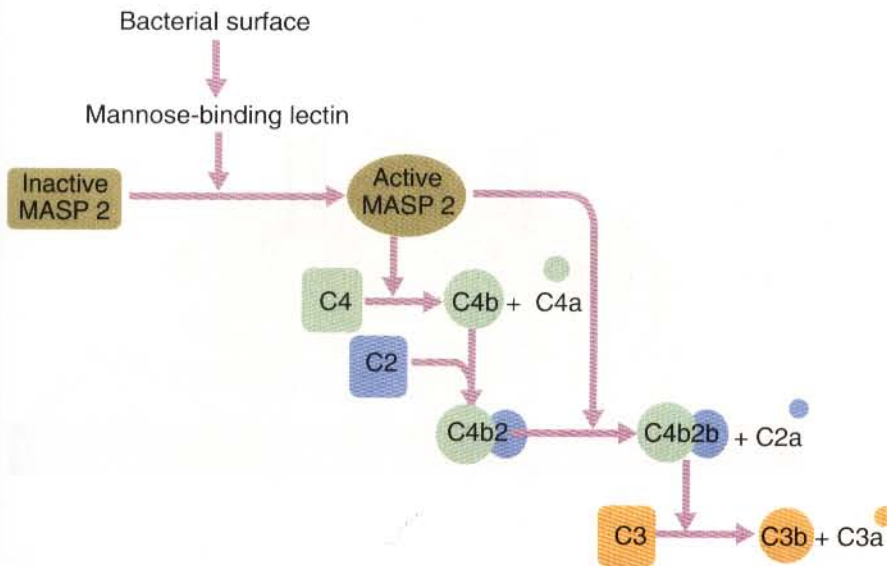 Bacterial surface
Mannose-binding lectin
Inactive
MASP 2
Active
MASP 2
C4
C4b + C4a
C2
C4b2
C4b2b + C2a
C3
C3b + C3a